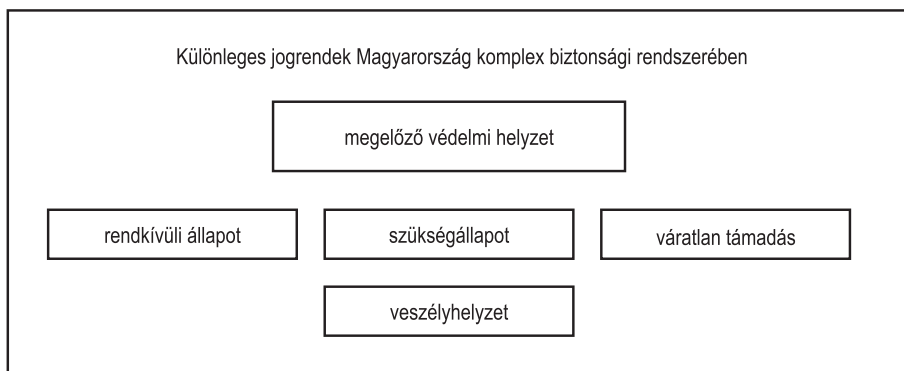 Különleges jogrendek Magyarország komplex biztonsági rendszerében
megelőző védelmi helyzet
rendkívüli állapot
szükségállapot
váratlan támadás
veszélyhelyzet